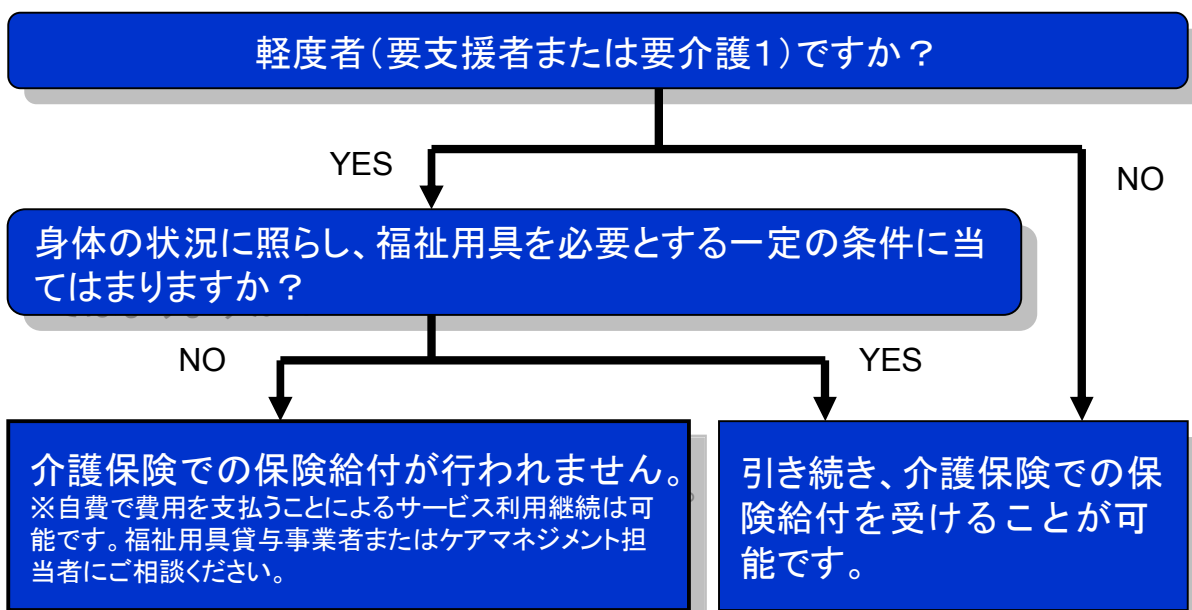 軽度者(要支援者または要介護1)ですか?
YES
NO
身体の状況に照らし、福祉用具を必要とする一定の条件に当
てはまりますか?
NO
YES
介護保険での保険給付が行われません。
※自費で費用を支払うことによるサービス利用継続は可
能です。福祉用具貸与事業者またはケアマネジメント担
当者にご相談ください。
引き続き、介護保険での保
険給付を受けることが可
能です。